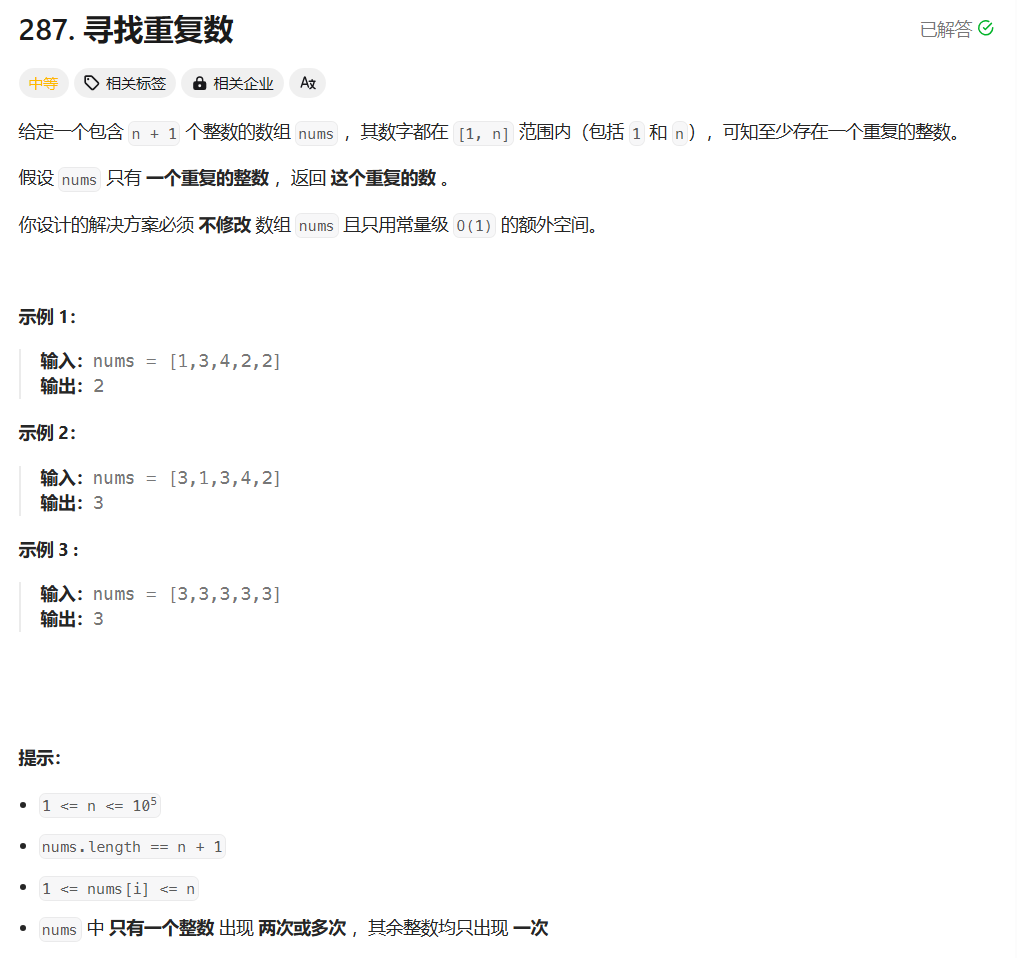 287. 寻找重复数
已解答
中等 相关标签 相关企业 Aあ
给定一个包含 n + 1 个整数的数组 nums ，其数字都在 [1, n] 范围内（包括 1 和 n），可知至少存在一个重复的整数。
假设 nums 只有 一个重复的整数 ，返回 这个重复的数 。
你设计的解决方案必须 不修改 数组 nums 且只用常量级 O(1) 的额外空间。
示例 1：
输入：nums = [1,3,4,2,2]
输出：2
示例 2：
输入：nums = [3,1,3,4,2]
输出：3
示例 3 :
输入：nums = [3,3,3,3,3]
输出：3
提示：
1 <= n <= 10⁵
nums.length == n + 1
1 <= nums[i] <= n
nums 中 只有一个整数 出现 两次或多次 ，其余整数均只出现 一次